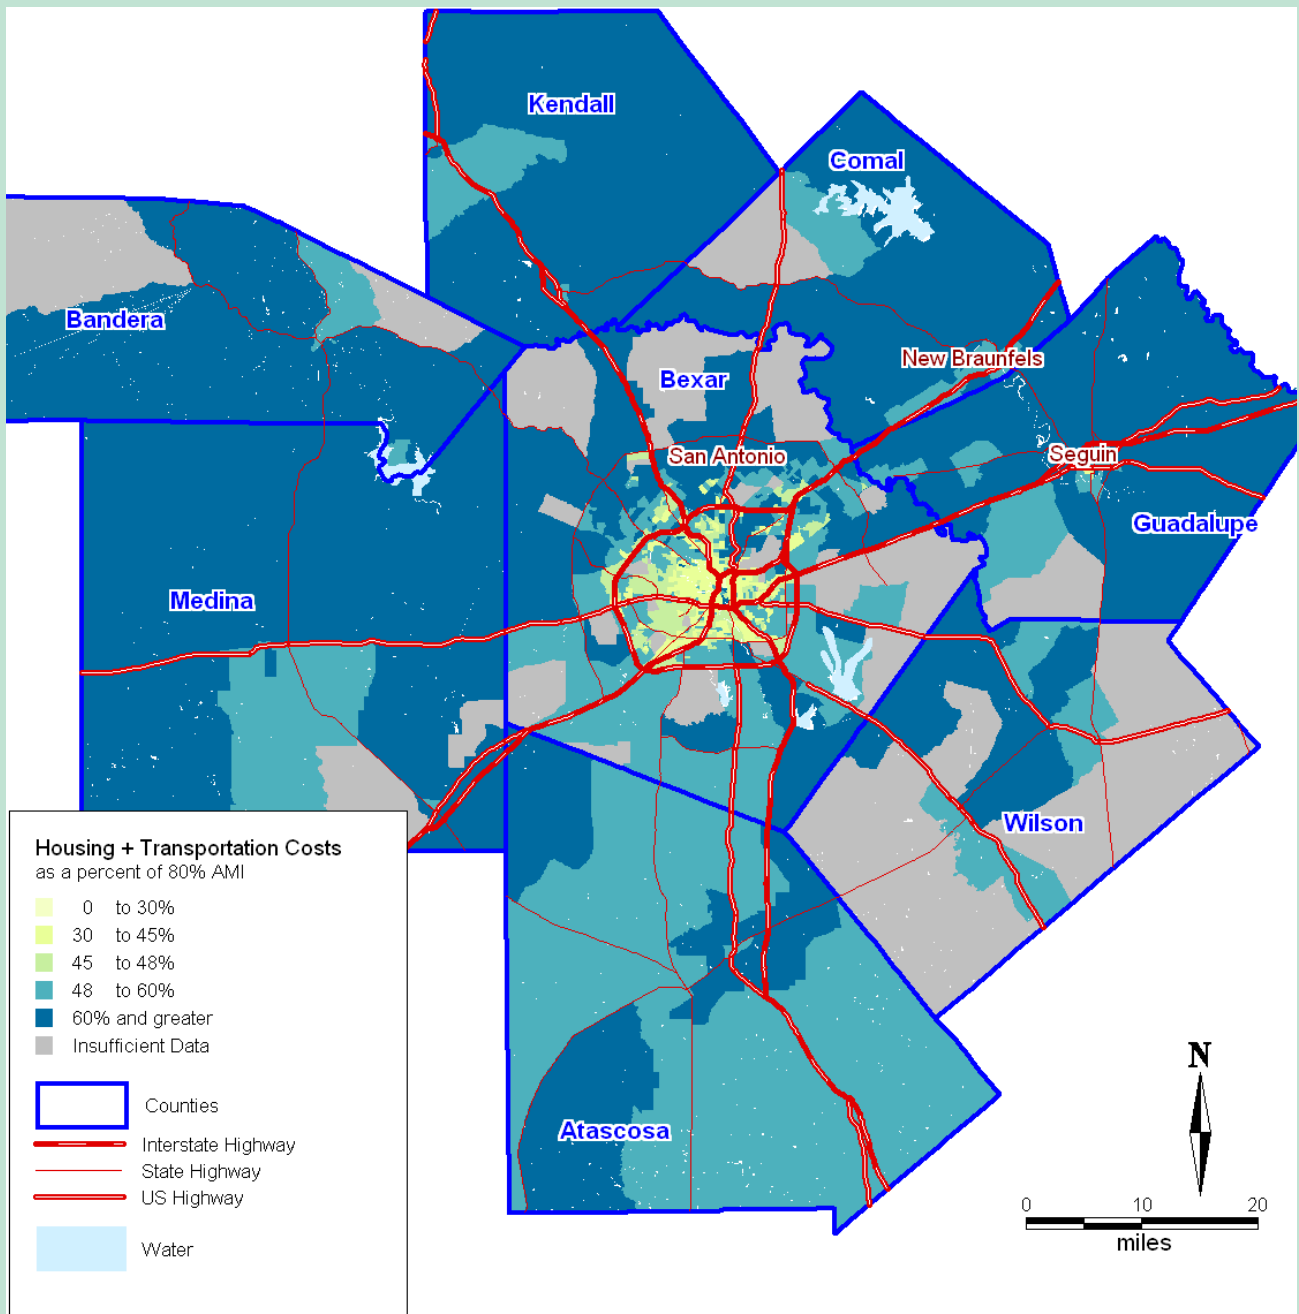 Kendall
Comal
Bandera
New Braunfels
Bexar
San Antonio
Seguin
Guadalupe
Medina
Wilson
Atascosa
Housing + Transportation Costs
as a percent of 80% AMI
0 to 30%
30 to 45%
45 to 48%
48 to 60%
60% and greater
Insufficient Data
Counties
Interstate Highway
State Highway
US Highway
Water
N
0 10 20
miles